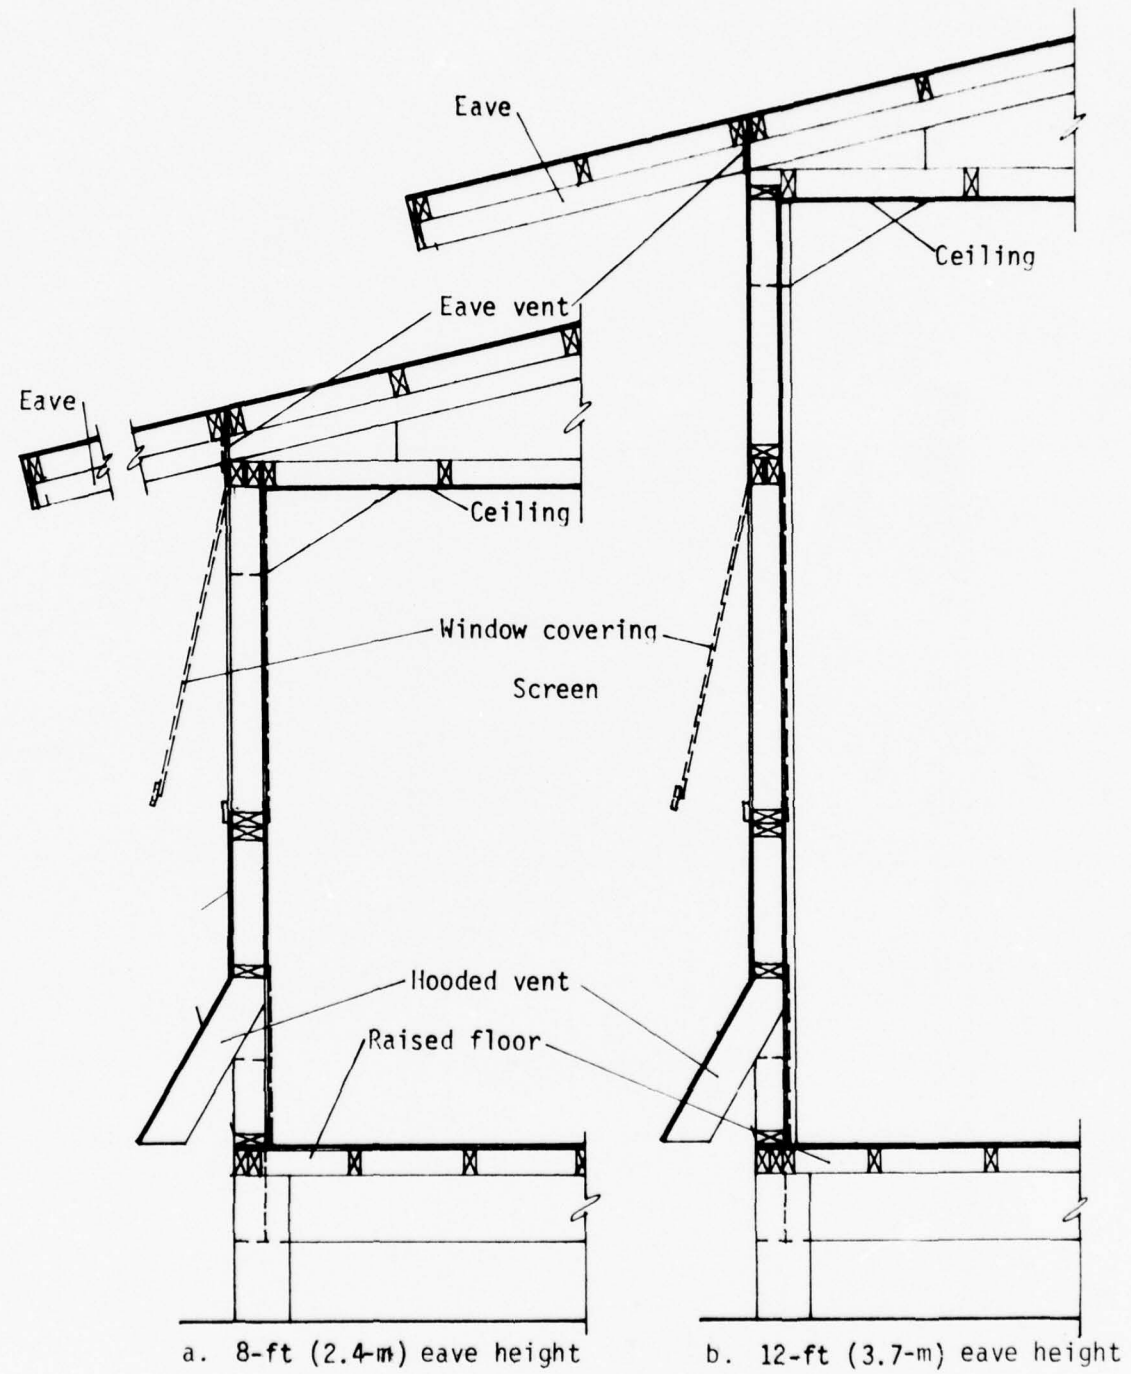 Eave
Eave vent
Ceiling
Eave
Ceiling
Window covering
Screen
Hooded vent
Raised floor
a. 8-ft (2.4-m) eave height
b. 12-ft (3.7-m) eave height